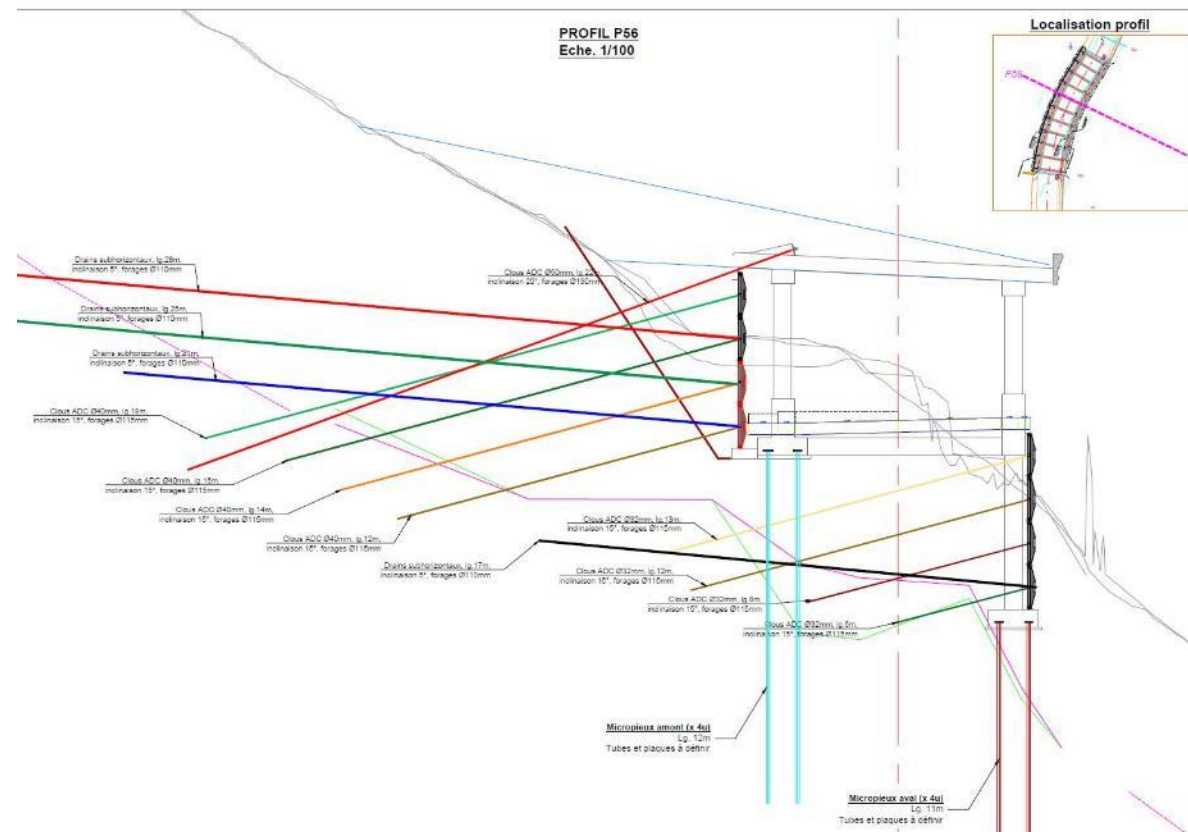 PROFIL P56
Eche. 1/100
Localisation profil
P56
Drains subhorizontaux, lg.28m,
inclinaison 5°, forages Ø110mm
Clous ADC Ø50mm, lg.22m,
inclinaison 20°, forages Ø130mm
Drains subhorizontaux, lg.25m,
inclinaison 5°, forages Ø110mm
Drains subhorizontaux, lg.21m,
inclinaison 5°, forages Ø110mm
Clous ADC Ø40mm, lg.18m,
inclinaison 15°, forages Ø115mm
Clous ADC Ø40mm, lg.15m,
inclinaison 15°, forages Ø115mm
Clous ADC Ø40mm, lg.14m,
inclinaison 15°, forages Ø115mm
Clous ADC Ø40mm, lg.12m,
inclinaison 15°, forages Ø115mm
Clous ADC Ø32mm, lg.13m,
inclinaison 15°, forages Ø115mm
Drains subhorizontaux, lg.17m,
inclinaison 5°, forages Ø110mm
Clous ADC Ø32mm, lg.12m,
inclinaison 15°, forages Ø115mm
Clous ADC Ø32mm, lg.8m,
inclinaison 15°, forages Ø115mm
Clous ADC Ø32mm, lg.5m,
inclinaison 15°, forages Ø115mm
Micropieux amont (x 4u)
Lg. 12m
Tubes et plaques à définir
Micropieux aval (x 4u)
Lg. 11m
Tubes et plaques à définir